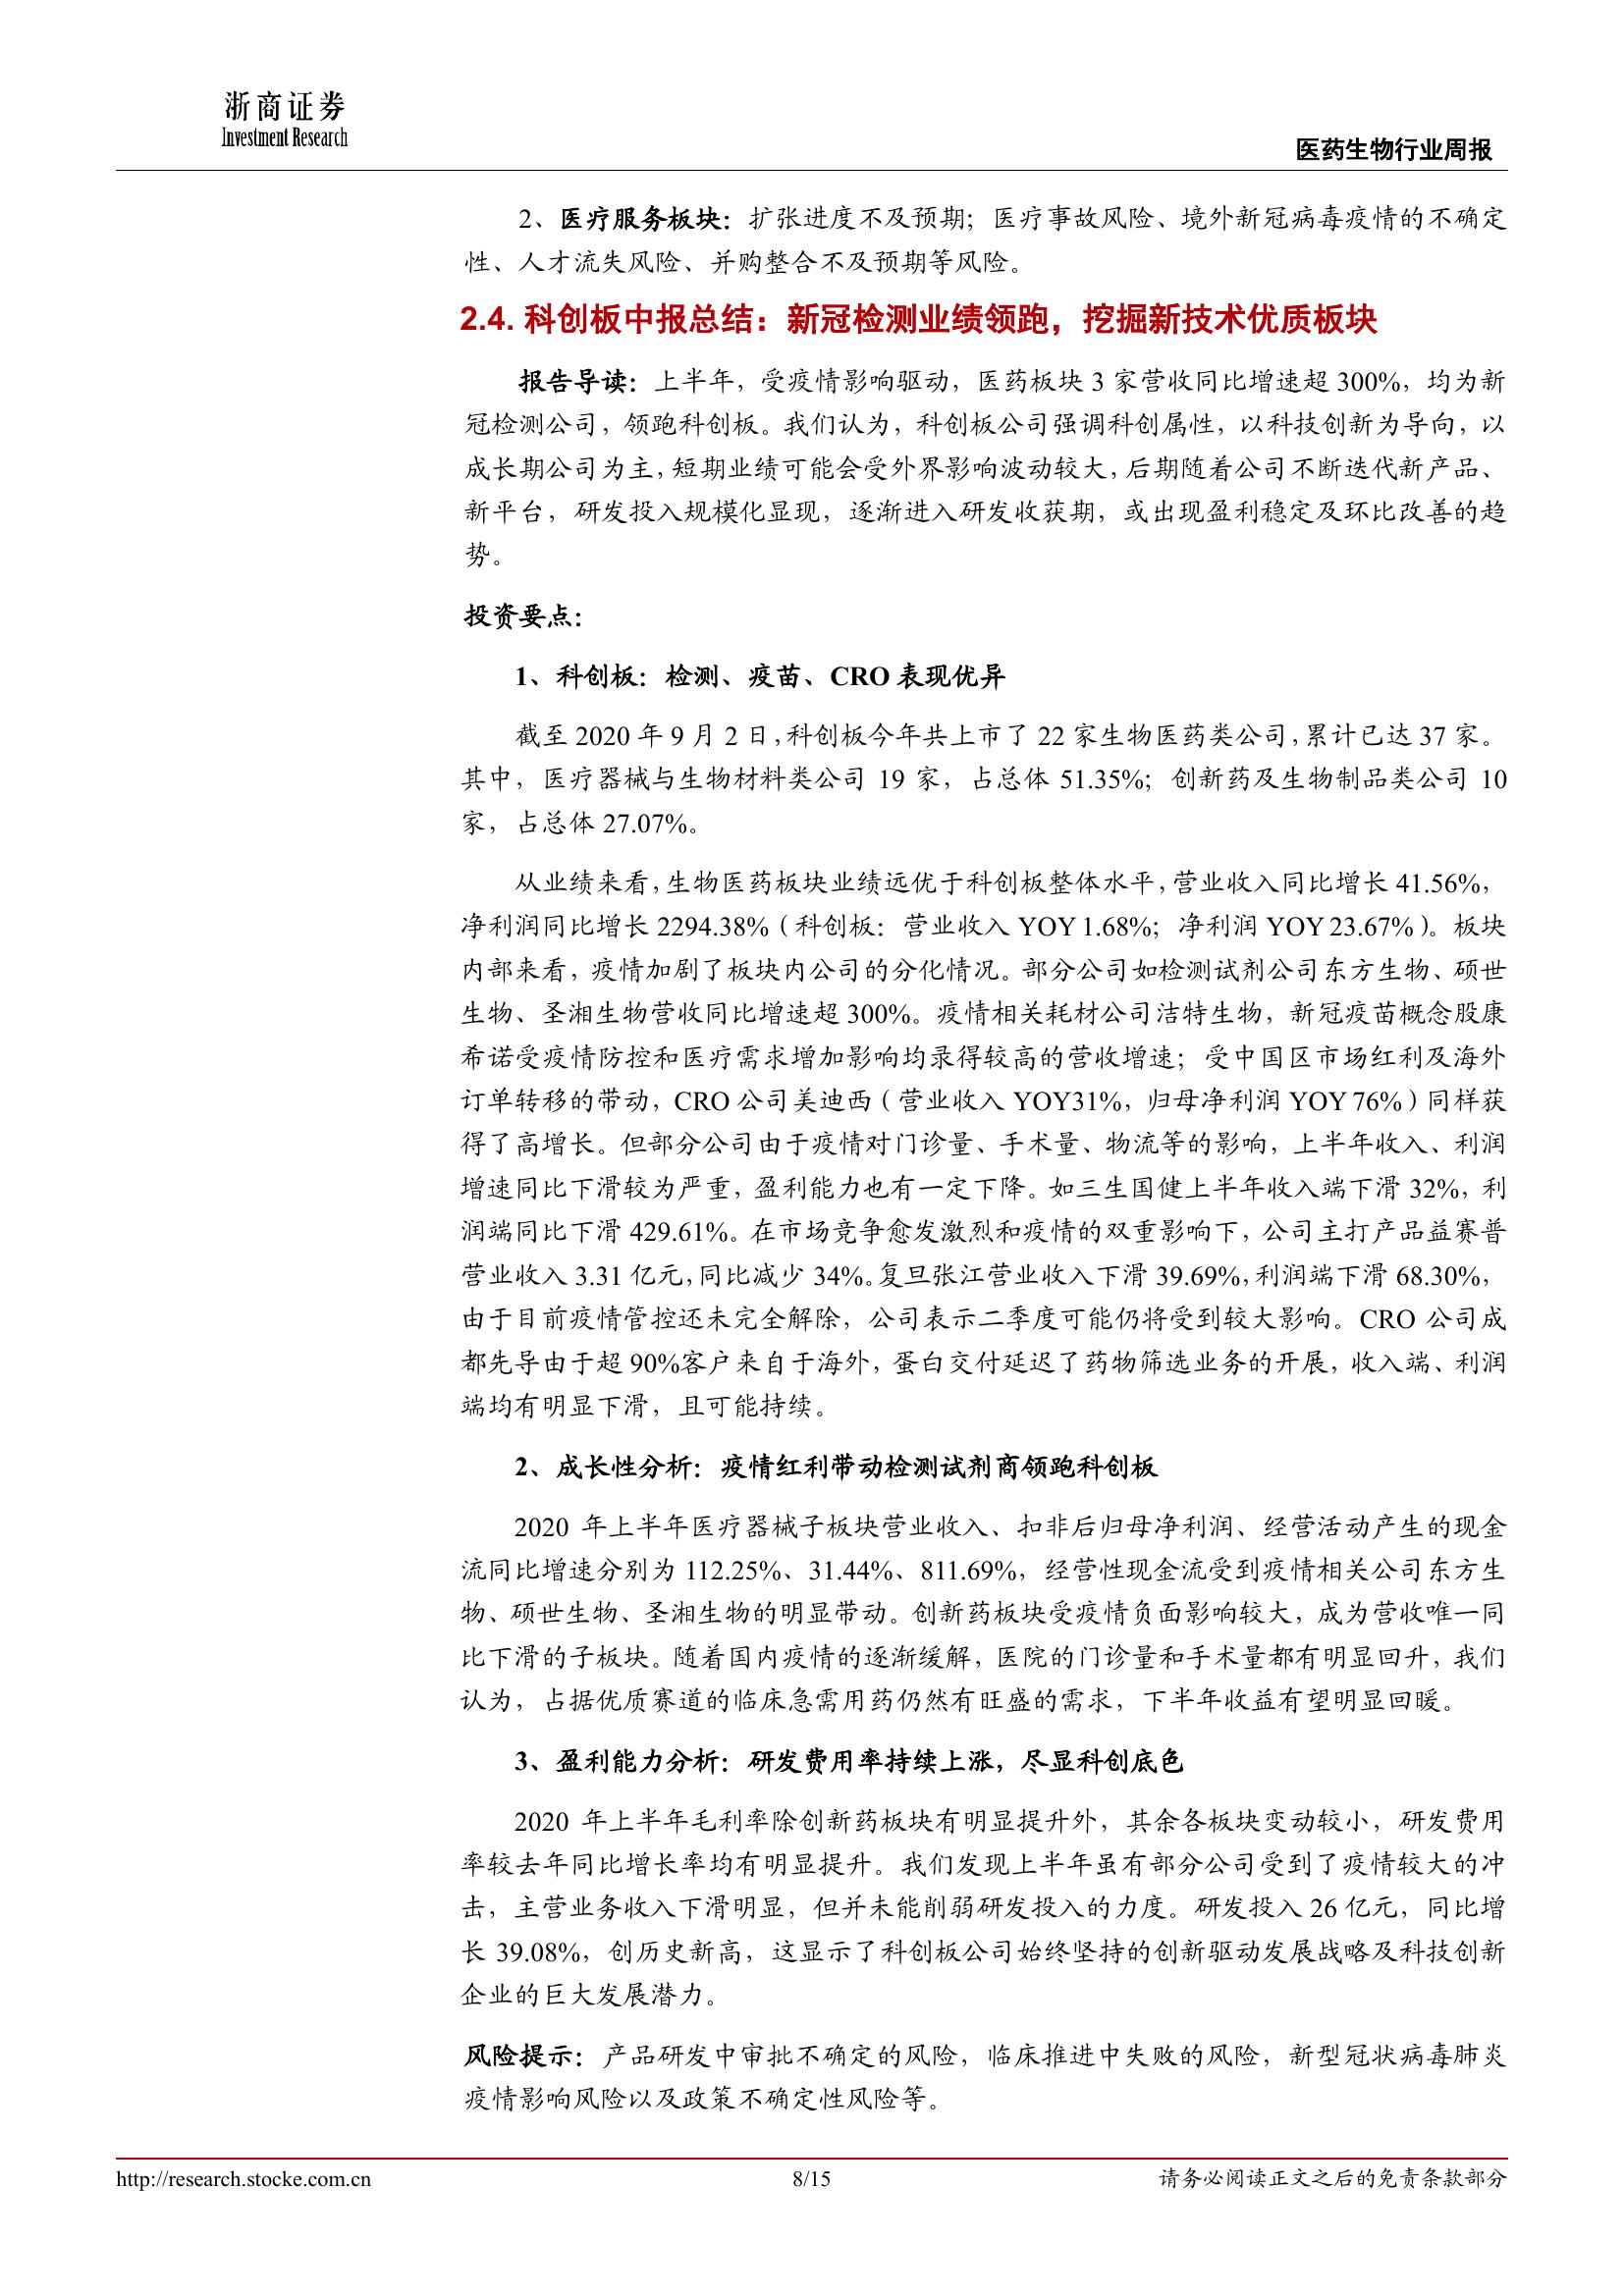 浙商证券
Investment Research
医药生物行业周报
2、医疗服务板块：扩张进度不及预期；医疗事故风险、境外新冠病毒疫情的不确定
性、人才流失风险、并购整合不及预期等风险。
2.4. 科创板中报总结：新冠检测业绩领跑，挖掘新技术优质板块
报告导读：上半年，受疫情影响驱动，医药板块 3 家营收同比增速超 300%，均为新
冠检测公司，领跑科创板。我们认为，科创板公司强调科创属性，以科技创新为导向，以
成长期公司为主，短期业绩可能会受外界影响波动较大，后期随着公司不断迭代新产品、
新平台，研发投入规模化显现，逐渐进入研发收获期，或出现盈利稳定及环比改善的趋
势。
投资要点：
1、科创板：检测、疫苗、CRO 表现优异
截至 2020 年 9 月 2 日，科创板今年共上市了 22 家生物医药类公司，累计已达 37 家。
其中，医疗器械与生物材料类公司 19 家，占总体 51.35%；创新药及生物制品类公司 10
家，占总体 27.07%。
从业绩来看，生物医药板块业绩远优于科创板整体水平，营业收入同比增长 41.56%，
净利润同比增长 2294.38%（科创板：营业收入 YOY 1.68%；净利润 YOY 23.67%）。板块
内部来看，疫情加剧了板块内公司的分化情况。部分公司如检测试剂公司东方生物、硕世
生物、圣湘生物营收同比增速超 300%。疫情相关耗材公司洁特生物，新冠疫苗概念股康
希诺受疫情防控和医疗需求增加影响均录得较高的营收增速；受中国区市场红利及海外
订单转移的带动，CRO 公司美迪西（营业收入 YOY31%，归母净利润 YOY 76%）同样获
得了高增长。但部分公司由于疫情对门诊量、手术量、物流等的影响，上半年收入、利润
增速同比下滑较为严重，盈利能力也有一定下降。如三生国健上半年收入端下滑 32%，利
润端同比下滑 429.61%。在市场竞争愈发激烈和疫情的双重影响下，公司主打产品益赛普
营业收入 3.31 亿元，同比减少 34%。复旦张江营业收入下滑 39.69%，利润端下滑 68.30%，
由于目前疫情管控还未完全解除，公司表示二季度可能仍将受到较大影响。CRO 公司成
都先导由于超 90%客户来自于海外，蛋白交付延迟了药物筛选业务的开展，收入端、利润
端均有明显下滑，且可能持续。
2、成长性分析：疫情红利带动检测试剂商领跑科创板
2020 年上半年医疗器械子板块营业收入、扣非后归母净利润、经营活动产生的现金
流同比增速分别为 112.25%、31.44%、811.69%，经营性现金流受到疫情相关公司东方生
物、硕世生物、圣湘生物的明显带动。创新药板块受疫情负面影响较大，成为营收唯一同
比下滑的子板块。随着国内疫情的逐渐缓解，医院的门诊量和手术量都有明显回升，我们
认为，占据优质赛道的临床急需用药仍然有旺盛的需求，下半年收益有望明显回暖。
3、盈利能力分析：研发费用率持续上涨，尽显科创底色
2020 年上半年毛利率除创新药板块有明显提升外，其余各板块变动较小，研发费用
率较去年同比增长率均有明显提升。我们发现上半年虽有部分公司受到了疫情较大的冲
击，主营业务收入下滑明显，但并未能削弱研发投入的力度。研发投入 26 亿元，同比增
长 39.08%，创历史新高，这显示了科创板公司始终坚持的创新驱动发展战略及科技创新
企业的巨大发展潜力。
风险提示：产品研发中审批不确定的风险，临床推进中失败的风险，新型冠状病毒肺炎
疫情影响风险以及政策不确定性风险等。
http://research.stocke.com.cn
8/15
请务必阅读正文之后的免责条款部分